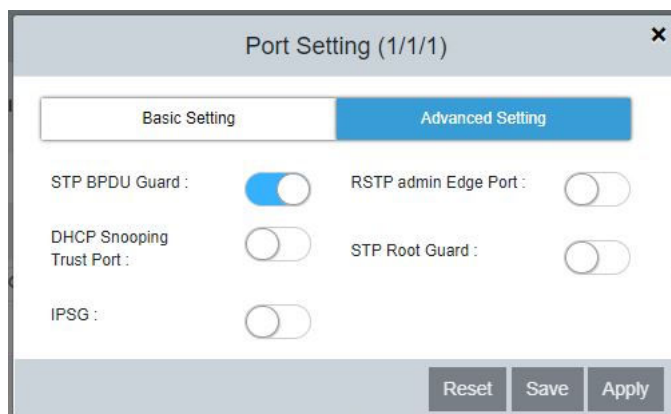 Port Setting (1/1/1)
×
Basic Setting
Advanced Setting
STP BPDU Guard :
RSTP admin Edge Port :
DHCP Snooping
Trust Port :
STP Root Guard :
IPSG :
Reset
Save
Apply